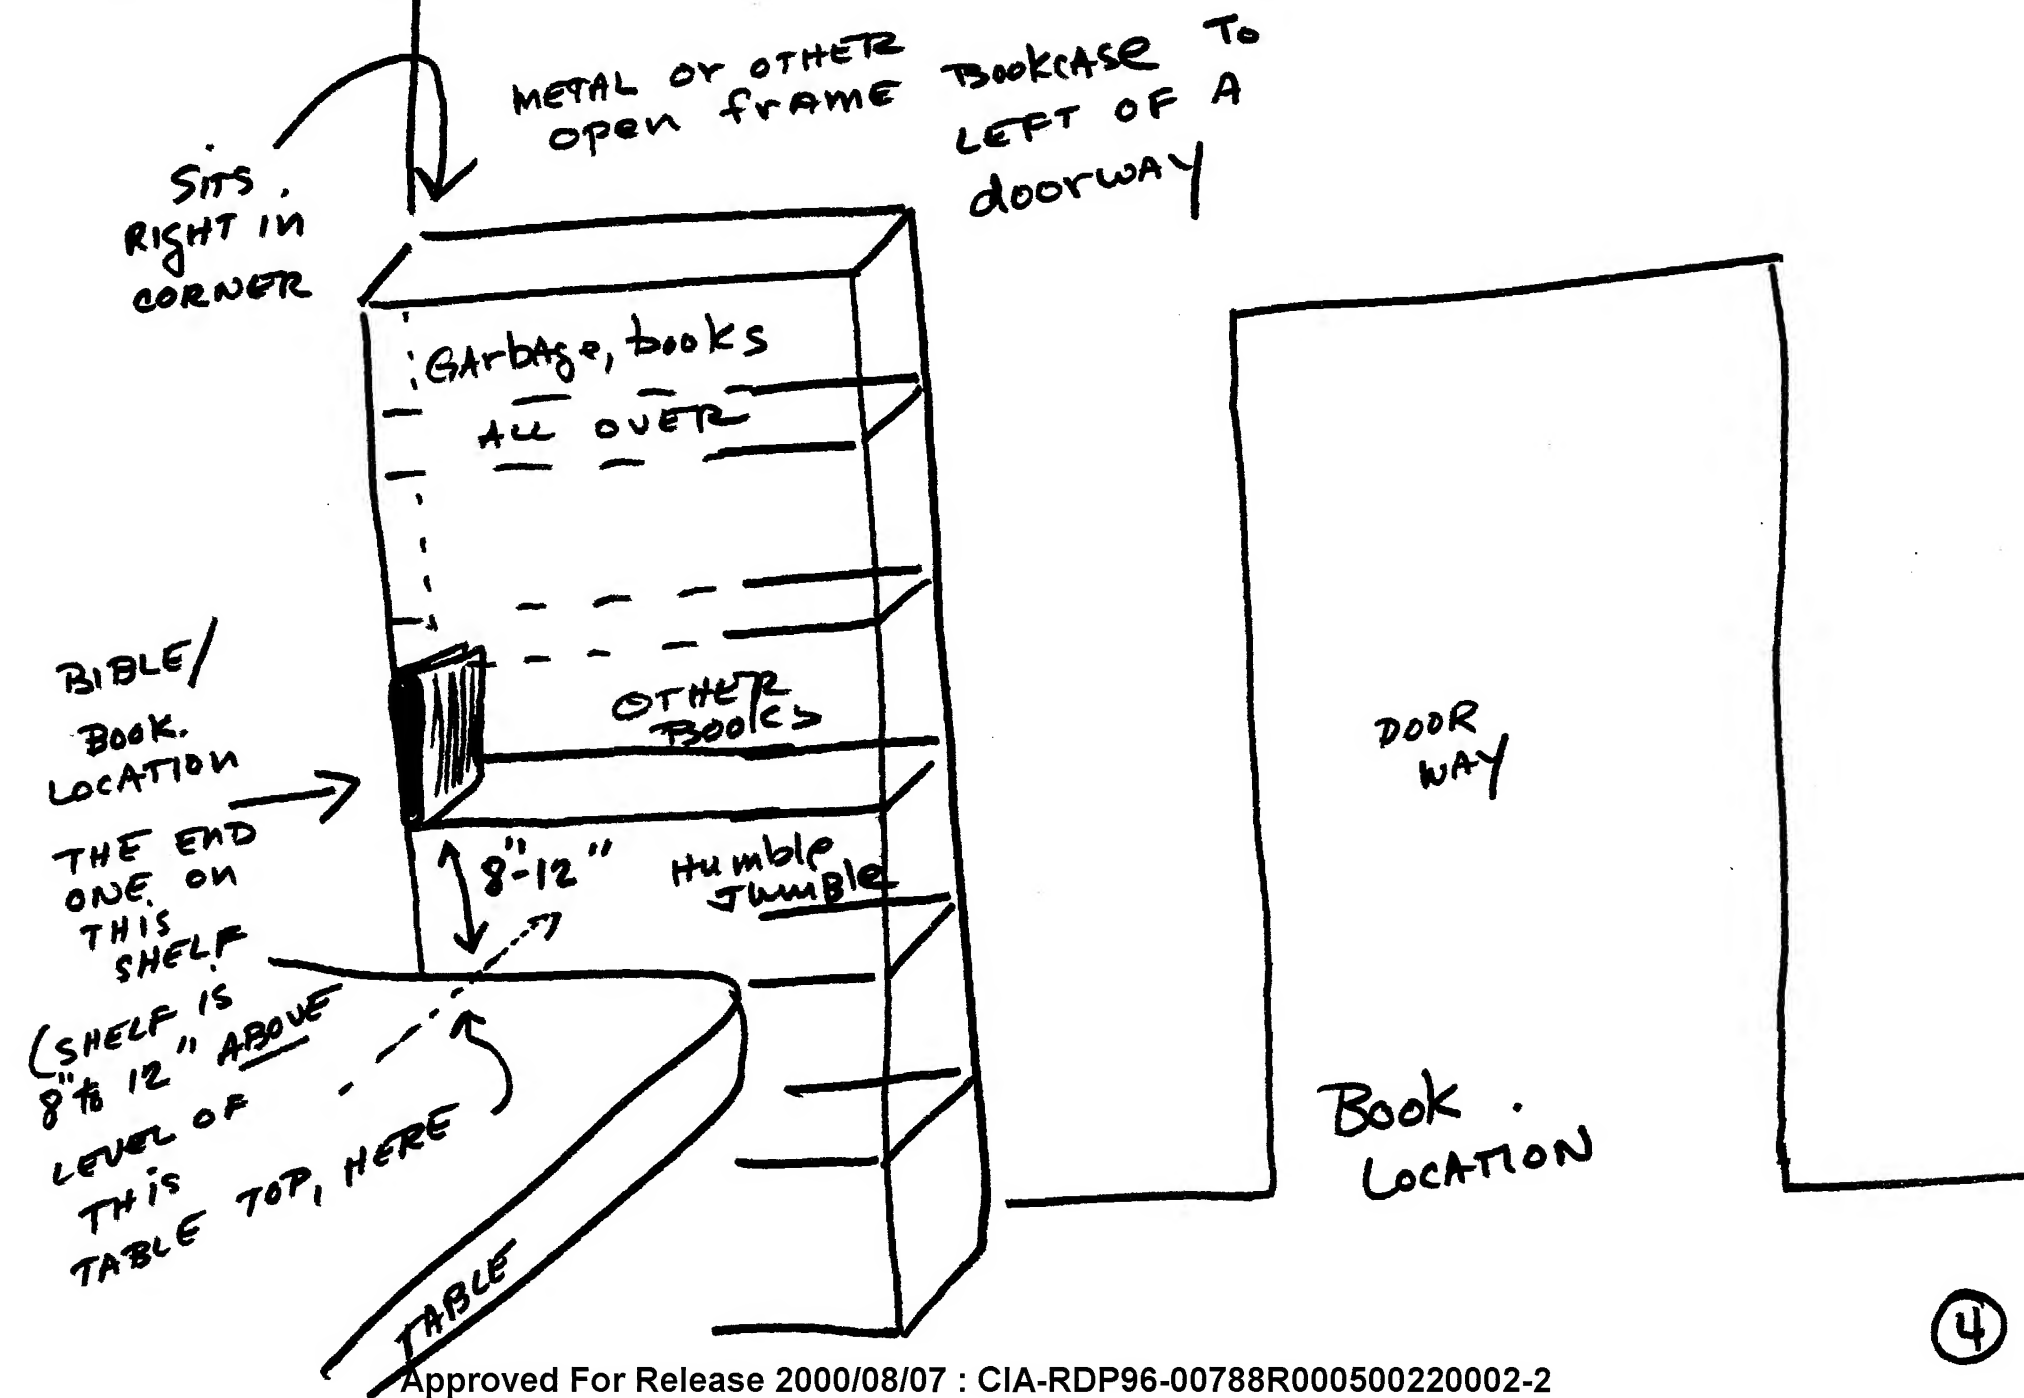 METAL or OTHER
open frAME
BOOKCASE TO
LEFT OF A
doorWAY
SITS
RIGHT IN
CORNER
GArbAge, books
ALL OVER
BIBLE/
BOOK
LOCATION
THE END
ONE ON
THIS
SHELF
(SHELF IS
8" to 12" ABOVE
LEVEL OF
THIS
TABLE TOP, HERE
OTHER
BOOKS
8"-12"
Humble
JumBle
DOOR
WAY
BOOK
LOCATION
TABLE
4
Approved For Release 2000/08/07 : CIA-RDP96-00788R000500220002-2